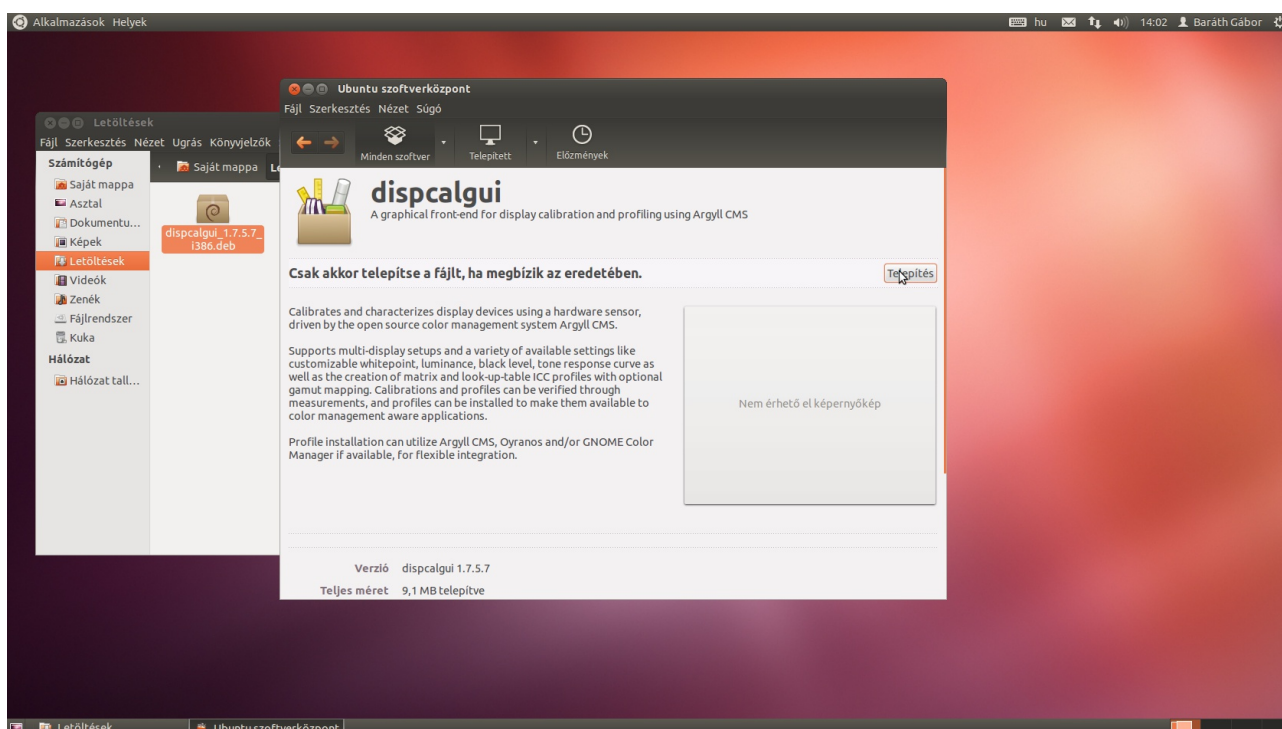 Alkalmazások Helyek
hu 14:02 Baráth Gábor
Letöltések
Fájl Szerkesztés Nézet Ugrás Könyvjelzők
Számítógép
Saját mappa
Asztal
Dokumentu...
Képek
Letöltések
Videók
Zenék
Fájlrendszer
Kuka
Hálózat
Hálózat tall...
Saját mappa
dispcalgui_1.7.5.7_
i386.deb
Ubuntu szoftverközpont
Fájl Szerkesztés Nézet Súgó
Minden szoftver Telepített Előzmények
dispcalgui
A graphical front-end for display calibration and profiling using Argyll CMS
Csak akkor telepítse a fájlt, ha megbízik az eredetében.
Telepítés
Calibrates and characterizes display devices using a hardware sensor,
driven by the open source color management system Argyll CMS.
Supports multi-display setups and a variety of available settings like
customizable whitepoint, luminance, black level, tone response curve as
well as the creation of matrix and look-up-table ICC profiles with optional
gamut mapping. Calibrations and profiles can be verified through
measurements, and profiles can be installed to make them available to
color management aware applications.
Profile installation can utilize Argyll CMS, Oyranos and/or GNOME Color
Manager if available, for flexible integration.
Nem érhető el képernyőkép
Verzió dispcalgui 1.7.5.7
Teljes méret 9,1 MB telepítve
Letöltések Ubuntu szoftverközpont